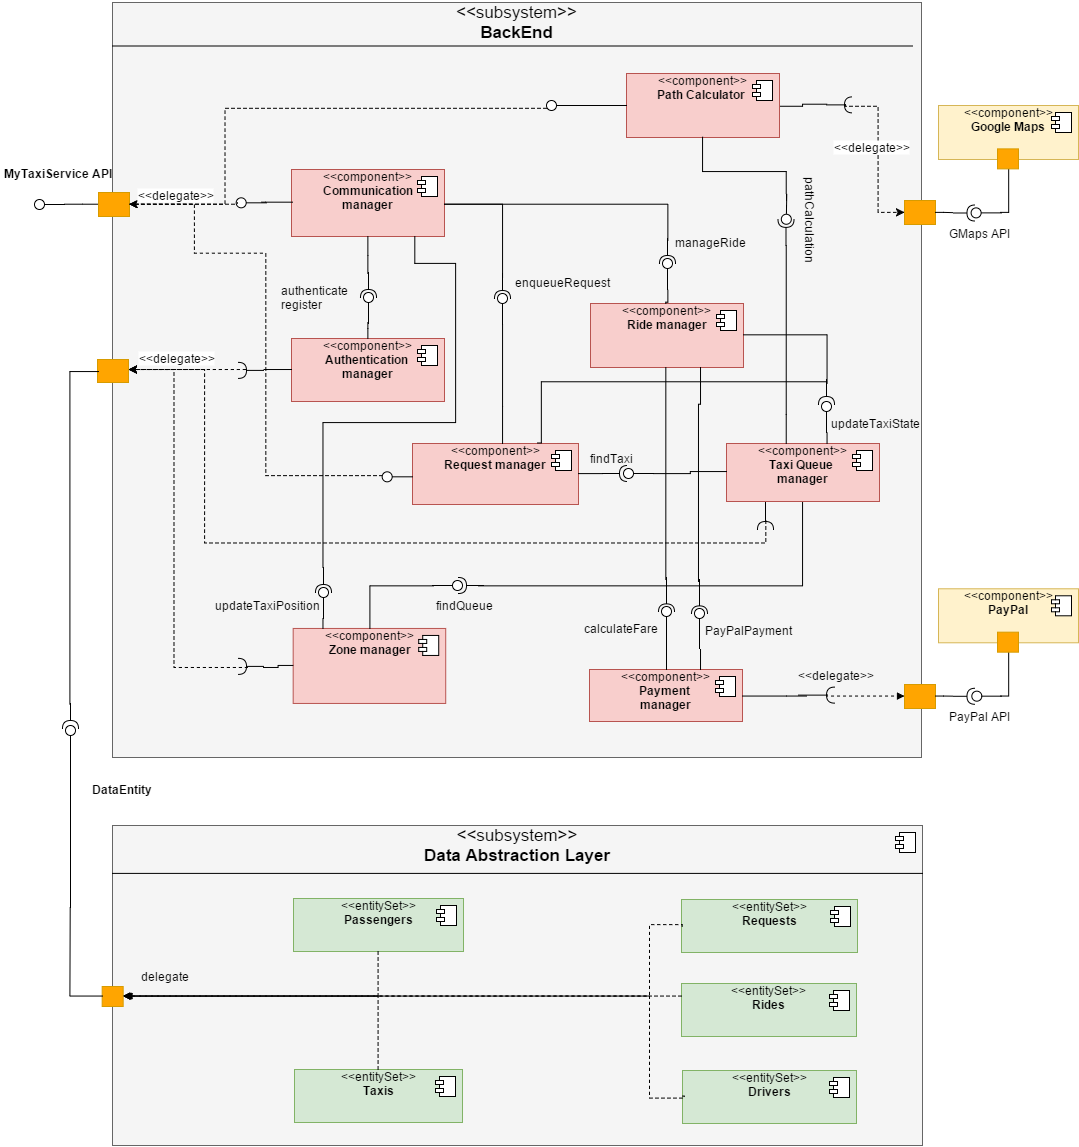 <<subsystem>>
BackEnd
<<component>>
Path Calculator
<<component>>
Google Maps
<<delegate>>
MyTaxiService API
<<delegate>>
<<component>>
Communication
manager
pathCalculation
GMaps API
manageRide
authenticate
register
enqueueRequest
<<component>>
Ride manager
<<delegate>>
<<component>>
Authentication
manager
updateTaxiState
<<component>>
Request manager
findTaxi
<<component>>
Taxi Queue
manager
updateTaxiPosition
findQueue
<<component>>
PayPal
calculateFare
PayPalPayment
<<component>>
Zone manager
<<component>>
Payment
manager
<<delegate>>
PayPal API
DataEntity
<<subsystem>>
Data Abstraction Layer
<<entitySet>>
Passengers
<<entitySet>>
Requests
delegate
<<entitySet>>
Rides
<<entitySet>>
Taxis
<<entitySet>>
Drivers